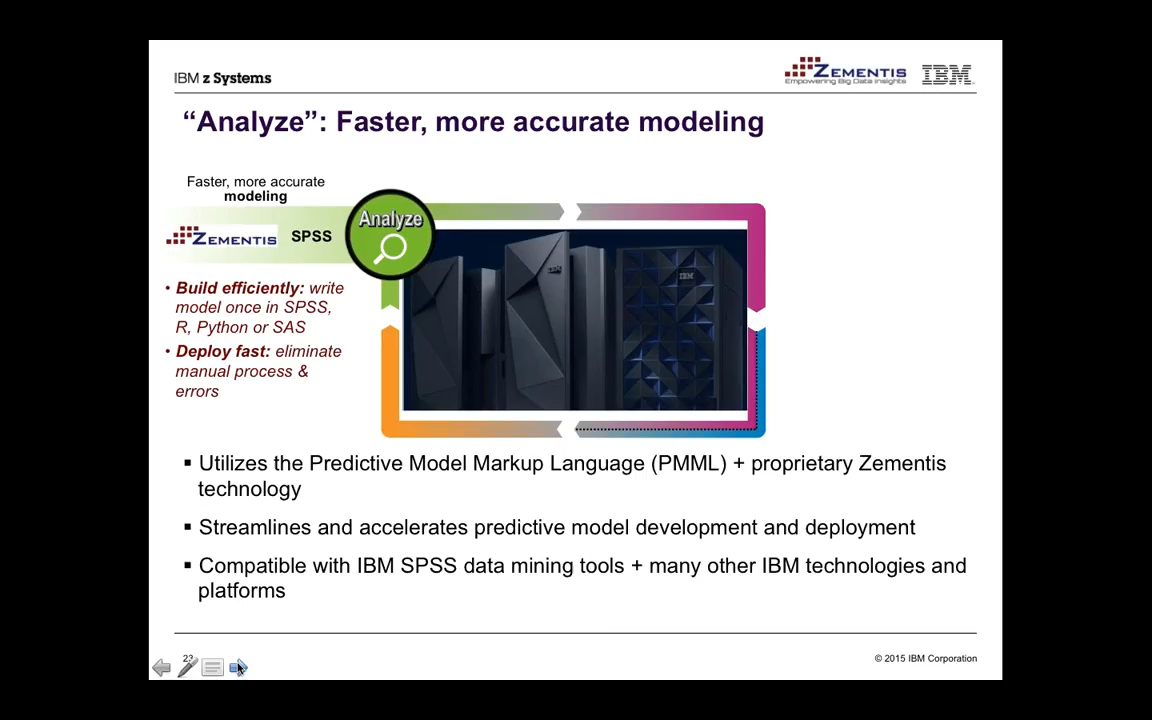 IBM z Systems
ZEMENTIS
Empowering Big Data Insights
IBM
“Analyze”: Faster, more accurate modeling
Faster, more accurate
modeling
ZEMENTIS
SPSS
Analyze
IBM
IBM
• Build efficiently: write
model once in SPSS,
R, Python or SAS
• Deploy fast: eliminate
manual process &
errors
▪ Utilizes the Predictive Model Markup Language (PMML) + proprietary Zementis
technology
▪ Streamlines and accelerates predictive model development and deployment
▪ Compatible with IBM SPSS data mining tools + many other IBM technologies and
platforms
23
© 2015 IBM Corporation